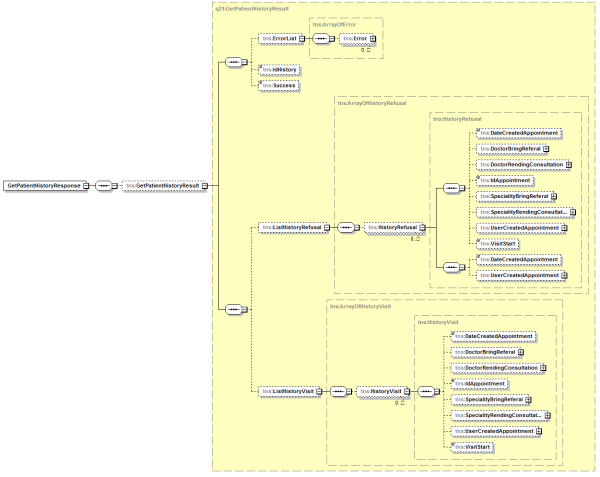 q21:GetPatientHistoryResult
tns:ArrayOfError
tns:ErrorList
tns:Error
0..□
tns:IdHistory
tns:Success
tns:ArrayOfHistoryRefusal
tns:HistoryRefusal
tns:DateCreatedAppointment
tns:DoctorBringReferal
tns:DoctorRendingConsultation
tns:IdAppointment
GetPatientHistoryResponse
tns:GetPatientHistoryResult
tns:SpecialityBringReferal
tns:SpecialityRendingConsultat...
tns:ListHistoryRefusal
tns:HistoryRefusal
0..□
tns:UserCreatedAppointment
tns:VisitStart
tns:DateCreatedAppointment
tns:UserCreatedAppointment
tns:ArrayOfHistoryVisit
tns:HistoryVisit
tns:DateCreatedAppointment
tns:DoctorBringReferal
tns:DoctorRendingConsultation
tns:IdAppointment
tns:ListHistoryVisit
tns:HistoryVisit
0..□
tns:SpecialityBringReferal
tns:SpecialityRendingConsultat...
tns:UserCreatedAppointment
tns:VisitStart